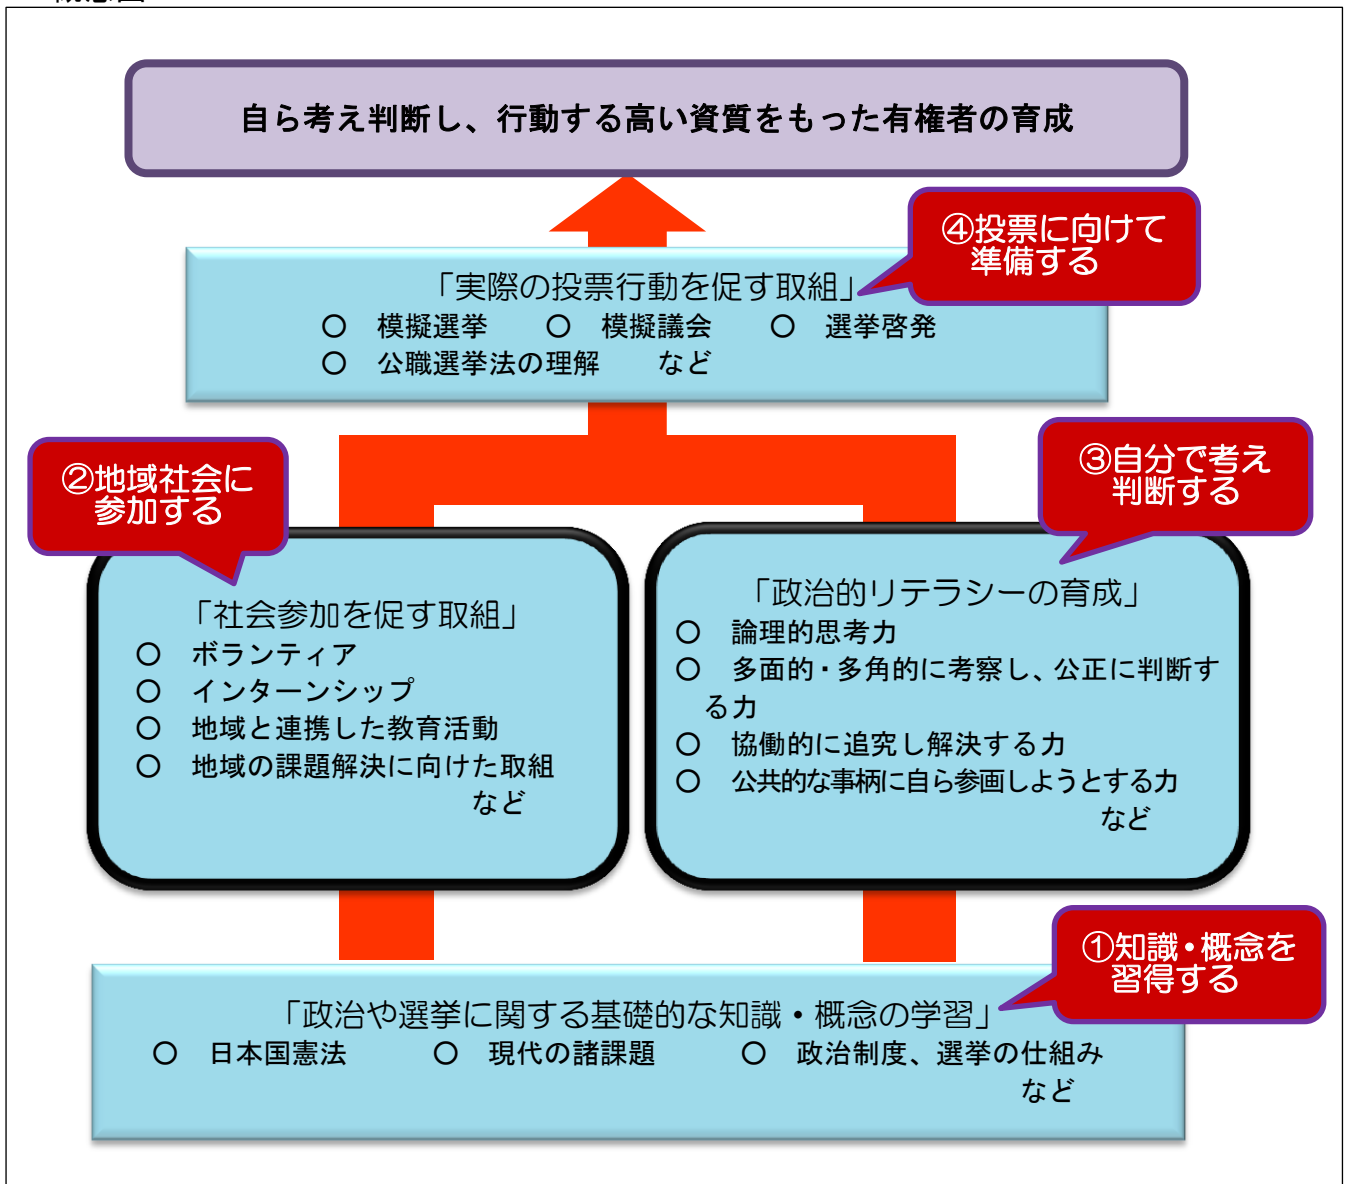 自ら考え判断し、行動する高い資質をもった有権者の育成
④投票に向けて
準備する
「実際の投票行動を促す取組」
○ 模擬選挙 ○ 模擬議会 ○ 選挙啓発
○ 公職選挙法の理解 など
②地域社会に
参加する
③自分で考え
判断する
「社会参加を促す取組」
○ ボランティア
○ インターンシップ
○ 地域と連携した教育活動
○ 地域の課題解決に向けた取組
など
「政治的リテラシーの育成」
○ 論理的思考力
○ 多面的・多角的に考察し、公正に判断す
る力
○ 協働的に追究し解決する力
○ 公共的な事柄に自ら参画しようとする力
など
①知識・概念を
習得する
「政治や選挙に関する基礎的な知識・概念の学習」
○ 日本国憲法 ○ 現代の諸課題 ○ 政治制度、選挙の仕組み
など